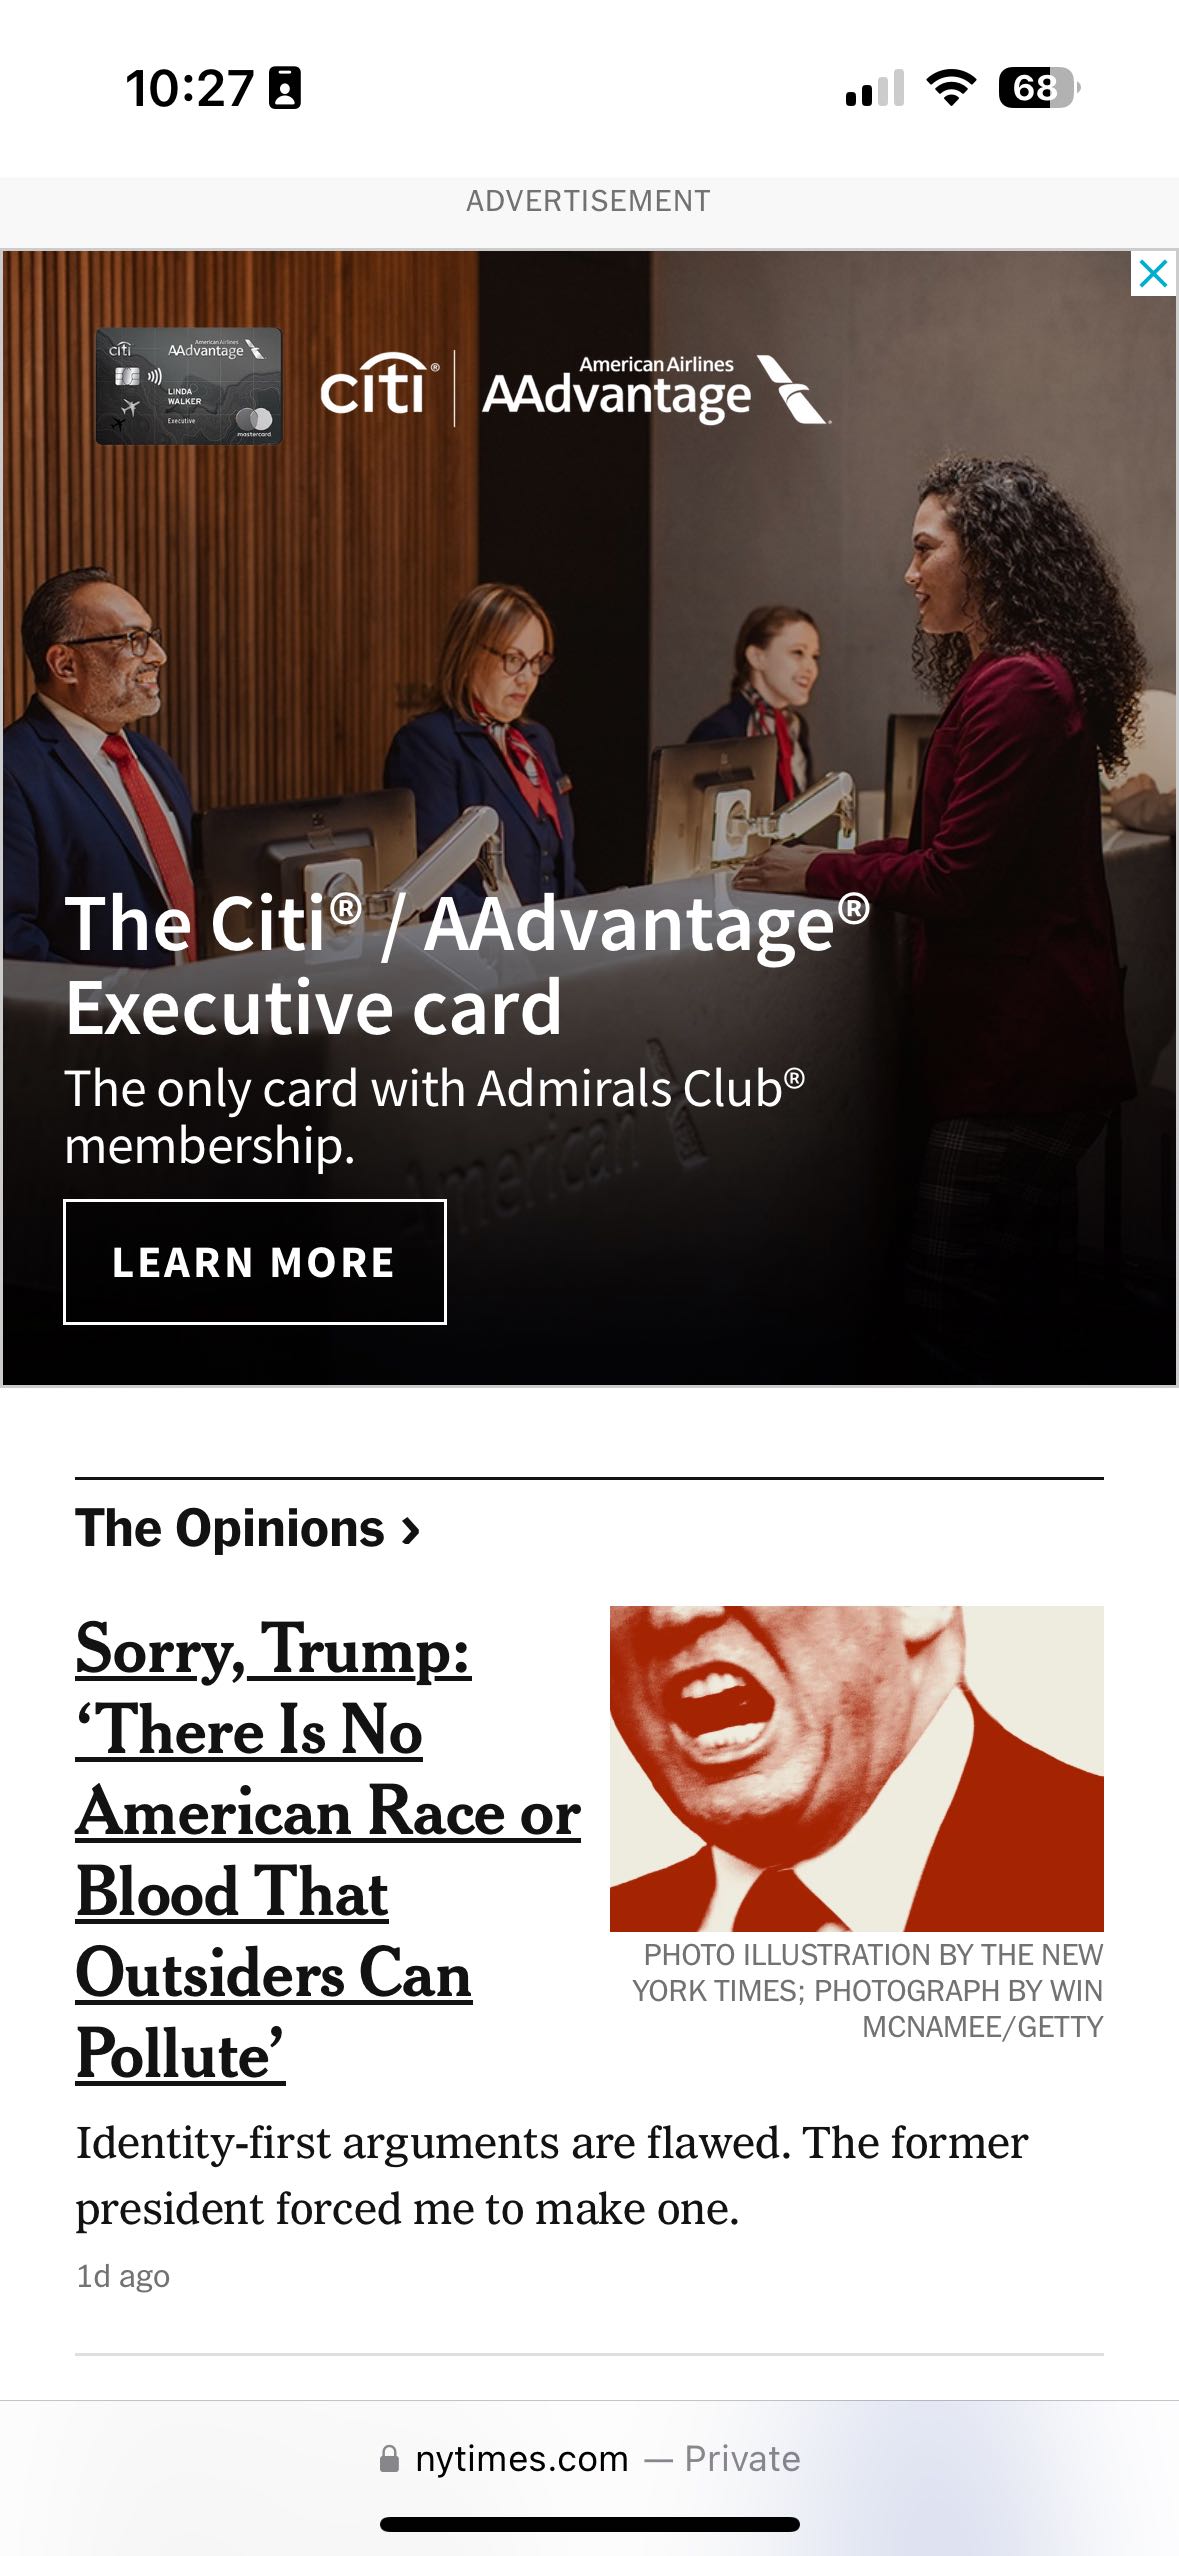 10:27
68
ADVERTISEMENT
citi
American Airlines
AAdvantage
LINDA
WALKER
Executive
mastercard
citi®
American Airlines
AAdvantage
The Citi® / AAdvantage®
Executive card
The only card with Admirals Club®
membership.
American
LEARN MORE
The Opinions ›
Sorry, Trump:
‘There Is No
American Race or
Blood That
Outsiders Can
Pollute’
PHOTO ILLUSTRATION BY THE NEW
YORK TIMES; PHOTOGRAPH BY WIN
MCNAMEE/GETTY
Identity-first arguments are flawed. The former
president forced me to make one.
1d ago
nytimes.com — Private